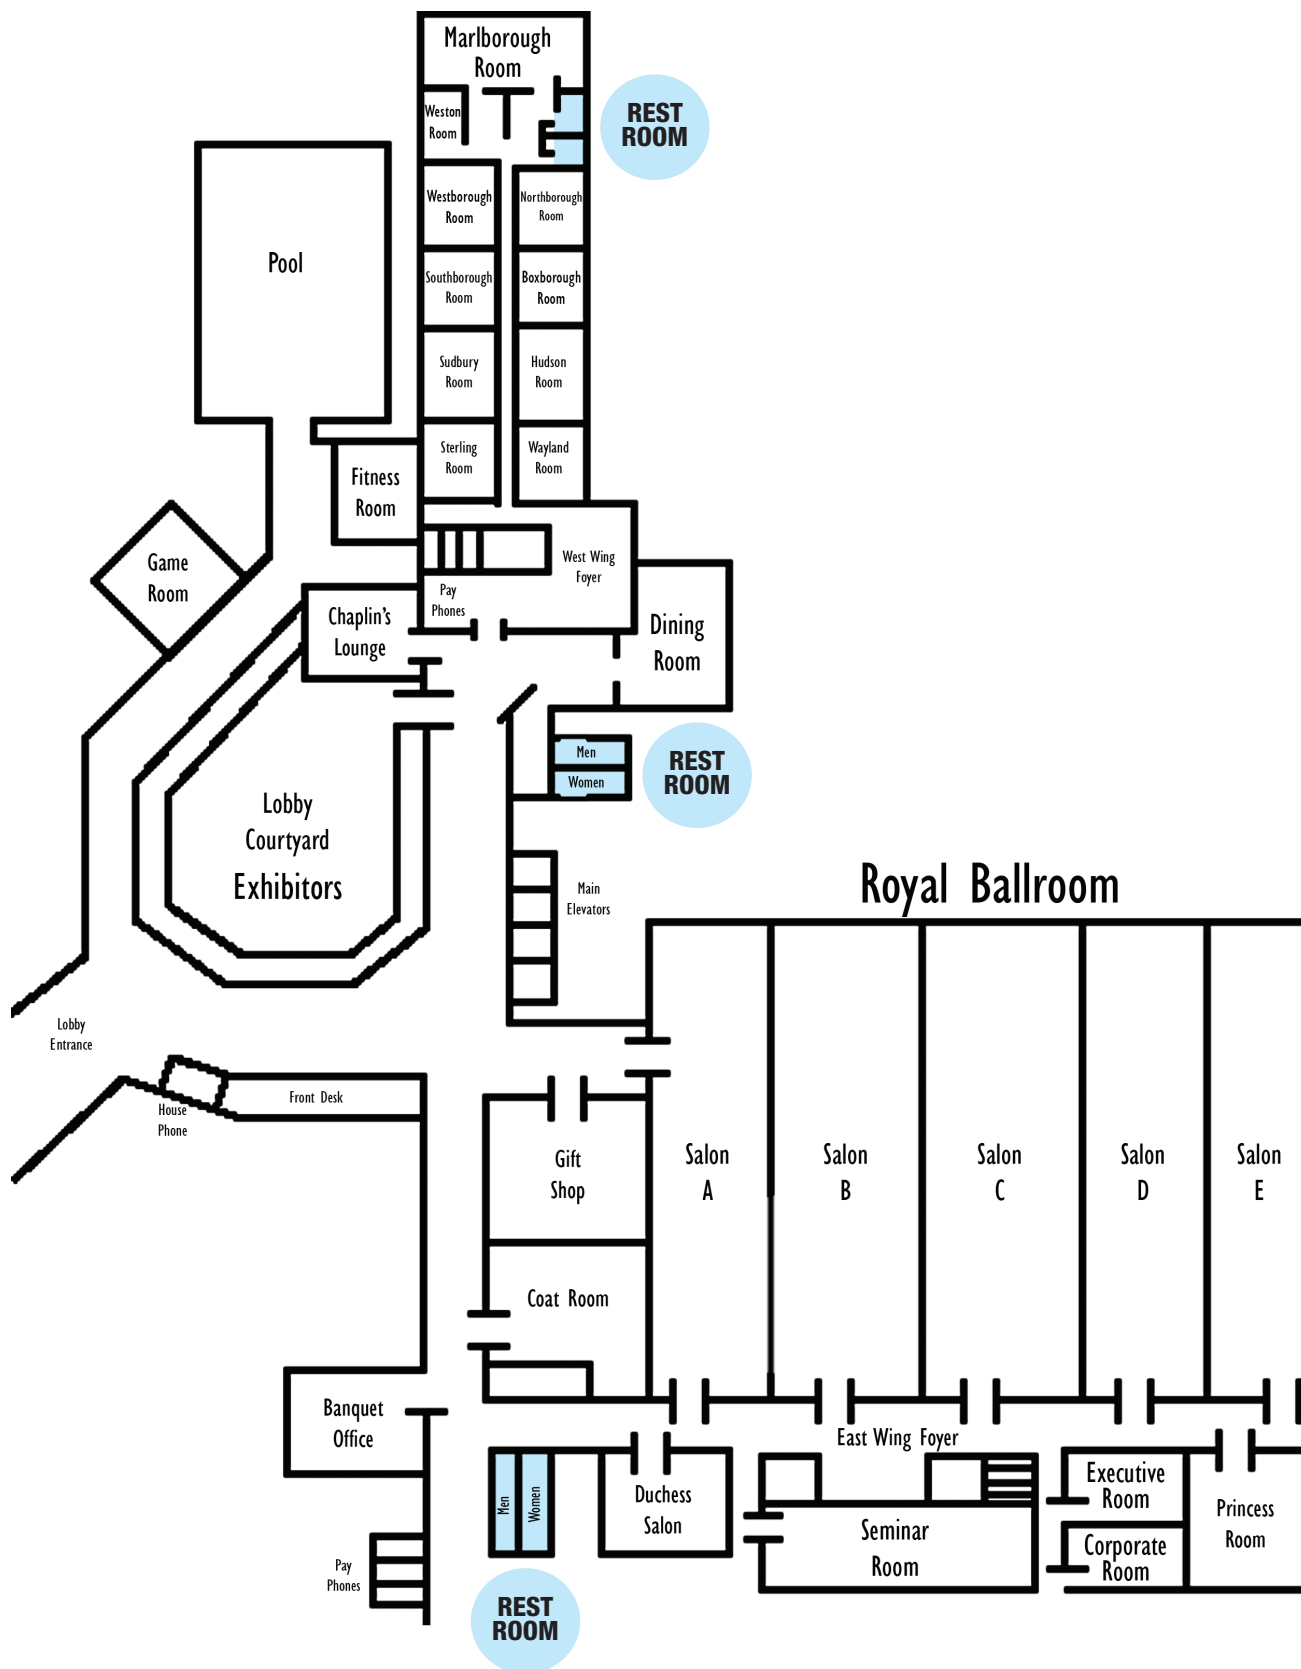 Marlborough
Room
Weston
Room
REST
ROOM
Westborough
Room
Northborough
Room
Pool
Southborough
Room
Boxborough
Room
Sudbury
Room
Hudson
Room
Sterling
Room
Wayland
Room
Fitness
Room
Game
Room
West Wing
Foyer
Pay
Phones
Chaplin's
Lounge
Dining
Room
Men
Women
REST
ROOM
Lobby
Courtyard
Exhibitors
Main
Elevators
Royal Ballroom
Lobby
Entrance
House
Phone
Front Desk
Gift
Shop
Salon
A
Salon
B
Salon
C
Salon
D
Salon
E
Coat Room
Banquet
Office
East Wing Foyer
Men
Women
Duchess
Salon
Seminar
Room
Executive
Room
Corporate
Room
Princess
Room
Pay
Phones
REST
ROOM